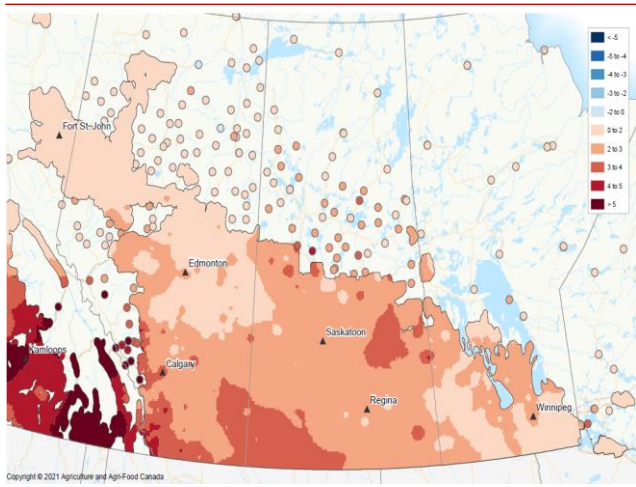 < -5
-5 to -4
-4 to -3
-3 to -2
-2 to 0
0 to 2
2 to 3
3 to 4
4 to 5
> 5
Fort St-John
Edmonton
Saskatoon
Kamloops
Calgary
Regina
Winnipeg
Copyright © 2021 Agriculture and Agri-Food Canada